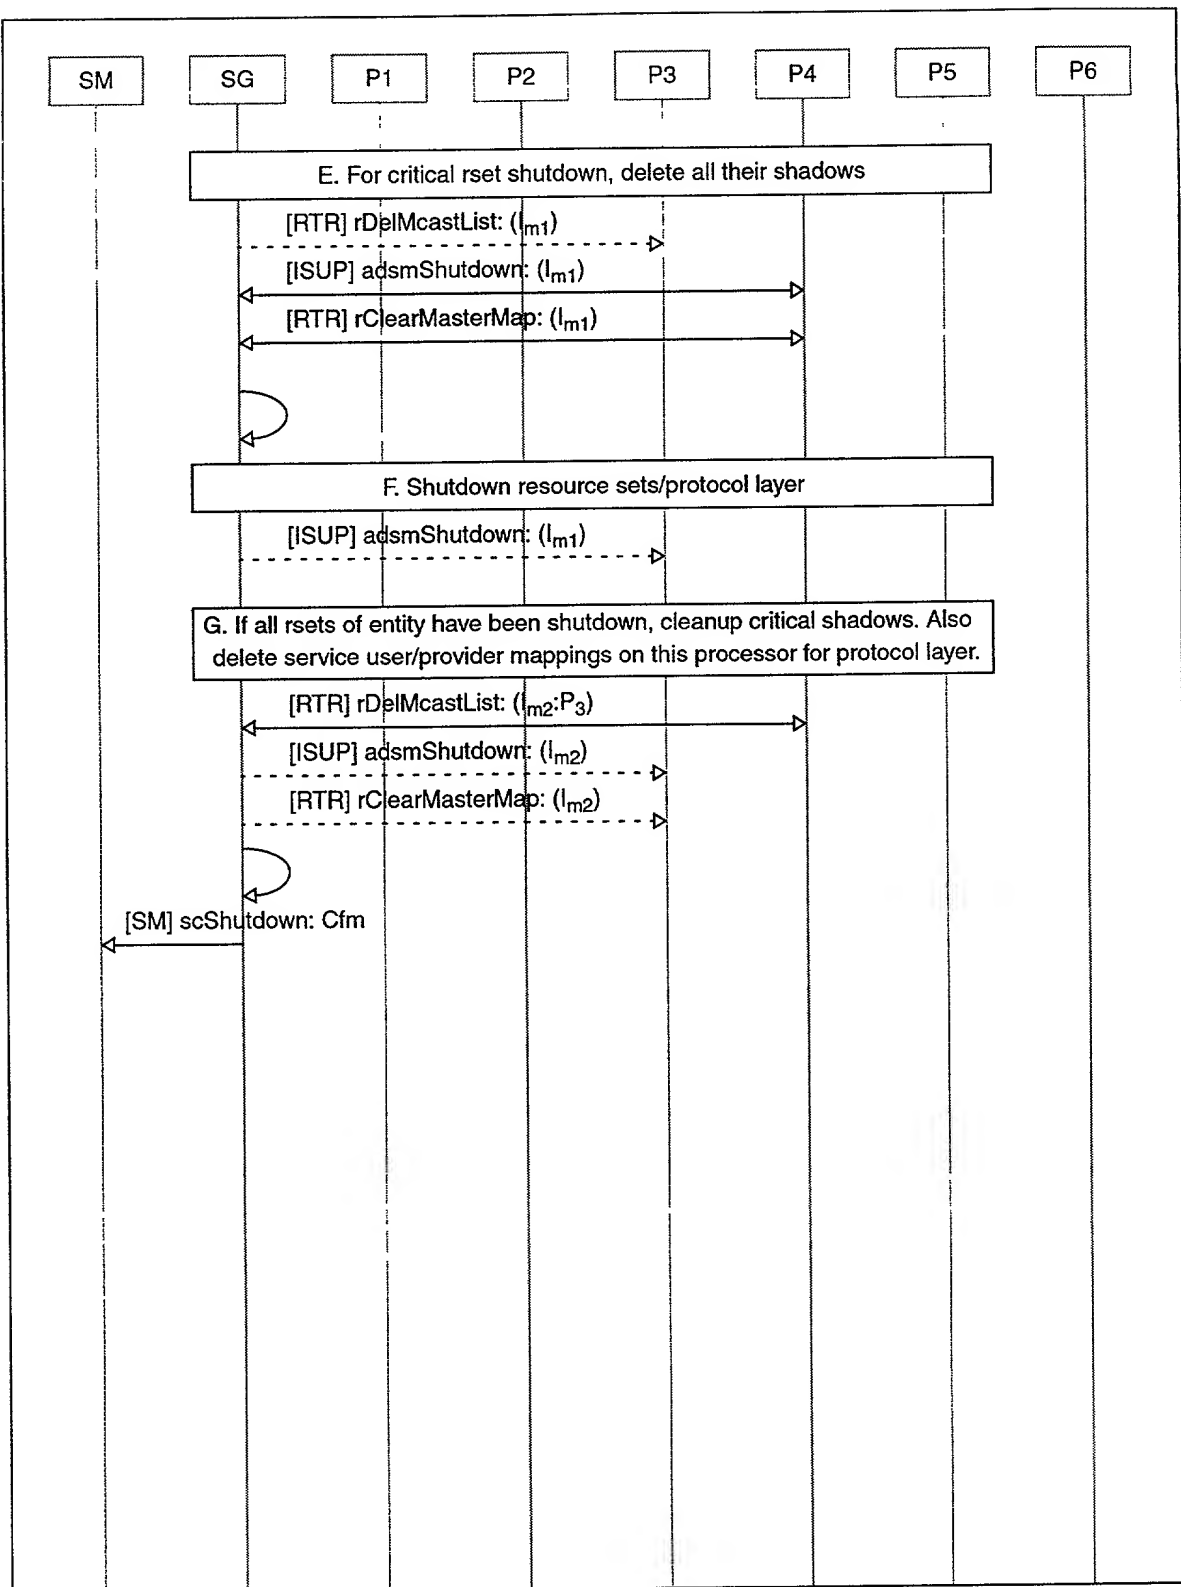 SM SG P1 P2 P3 P4 P5 P6
E. For critical rset shutdown, delete all their shadows
[RTR] rDelMcastList: (Im1)
[ISUP] adsmShutdown: (Im1)
[RTR] rClearMasterMap: (Im1)
F. Shutdown resource sets/protocol layer
[ISUP] adsmShutdown: (Im1)
G. If all rsets of entity have been shutdown, cleanup critical shadows. Also
delete service user/provider mappings on this processor for protocol layer.
[RTR] rDelMcastList: (Im2:P3)
[ISUP] adsmShutdown: (Im2)
[RTR] rClearMasterMap: (Im2)
[SM] scShutdown: Cfm